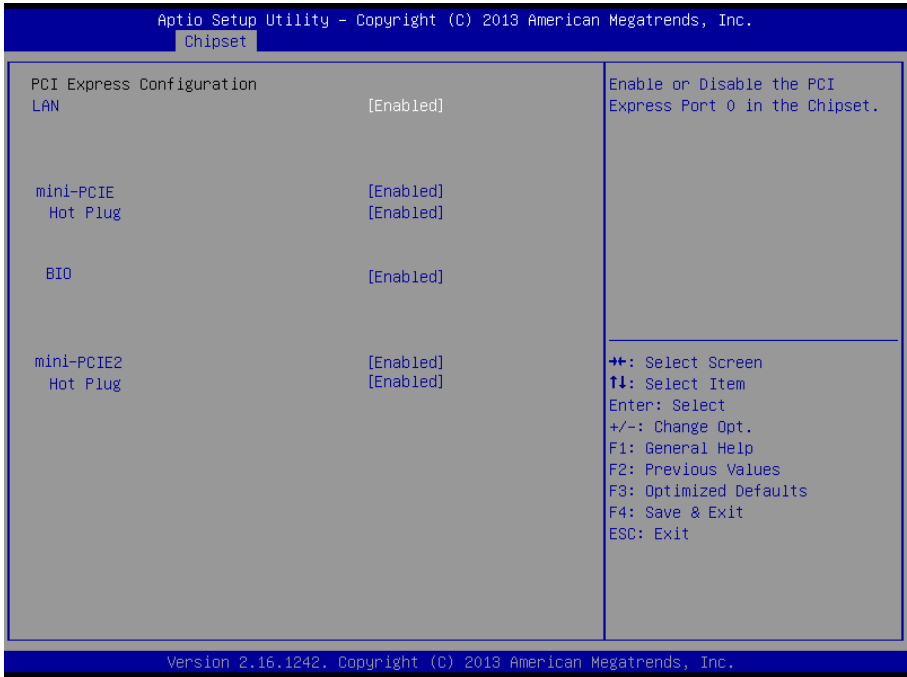 Aptio Setup Utility – Copyright (C) 2013 American Megatrends, Inc.
Chipset
PCI Express Configuration
LAN [Enabled]
mini-PCIE [Enabled]
Hot Plug [Enabled]
BIO [Enabled]
mini-PCIE2 [Enabled]
Hot Plug [Enabled]
Enable or Disable the PCI
Express Port 0 in the Chipset.
→←: Select Screen
↑↓: Select Item
Enter: Select
+/-: Change Opt.
F1: General Help
F2: Previous Values
F3: Optimized Defaults
F4: Save & Exit
ESC: Exit
Version 2.16.1242. Copyright (C) 2013 American Megatrends, Inc.